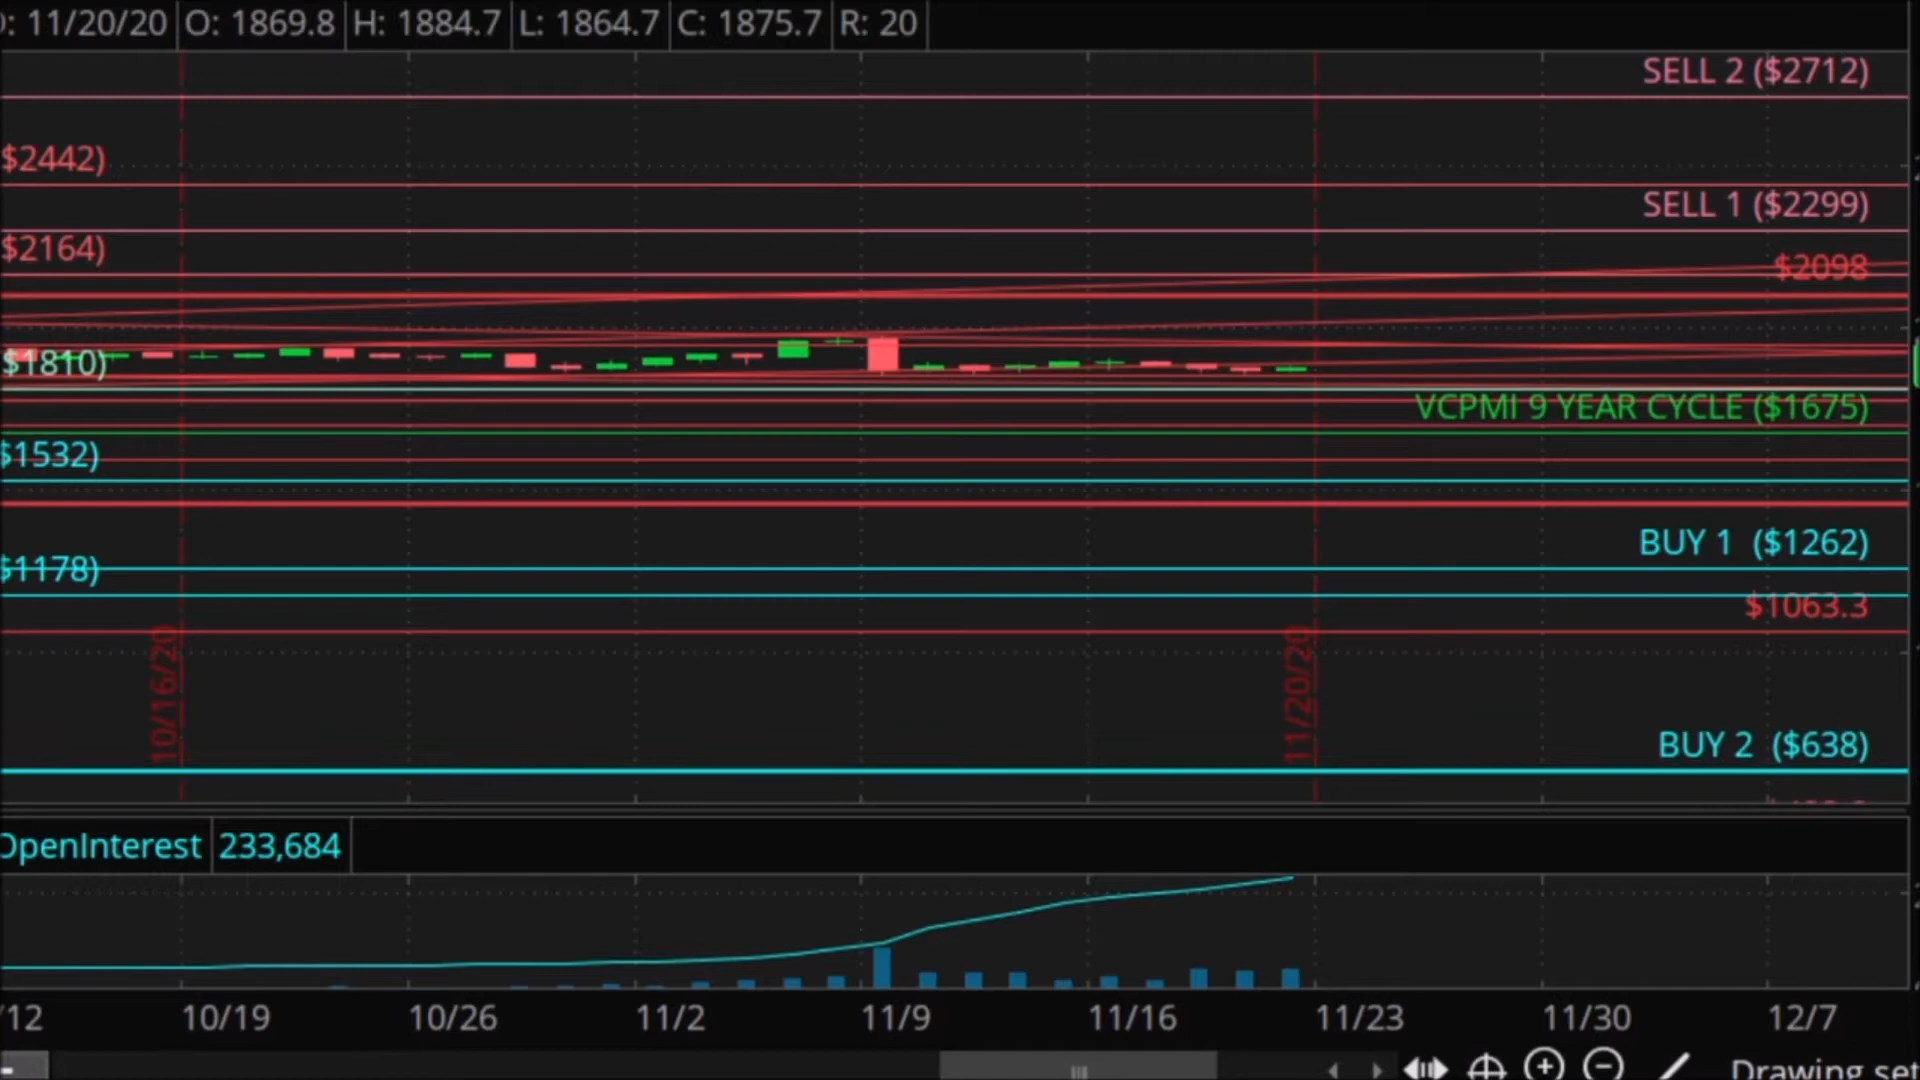 : 11/20/20 O: 1869.8 H: 1884.7 L: 1864.7 C: 1875.7 R: 20
SELL 2 ($2712)
$2442)
SELL 1 ($2299)
$2164)
$2098
$1810)
VCPMI 9 YEAR CYCLE ($1675)
$1532)
BUY 1 ($1262)
$1178)
$1063.3
10/16/20
11/20/20
BUY 2 ($638)
OpenInterest 233,684
/12 10/19 10/26 11/2 11/9 11/16 11/23 11/30 12/7
Drawing set